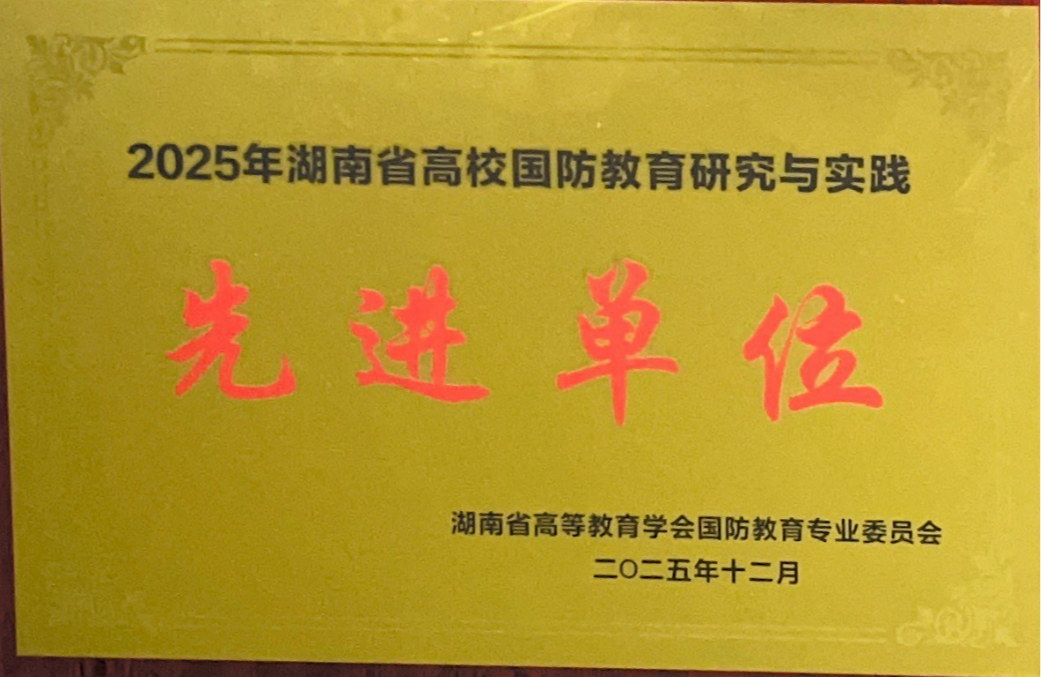 2025年湖南省高校国防教育研究与实践
先进单位
湖南省高等教育学会国防教育专业委员会
二〇二五年十二月